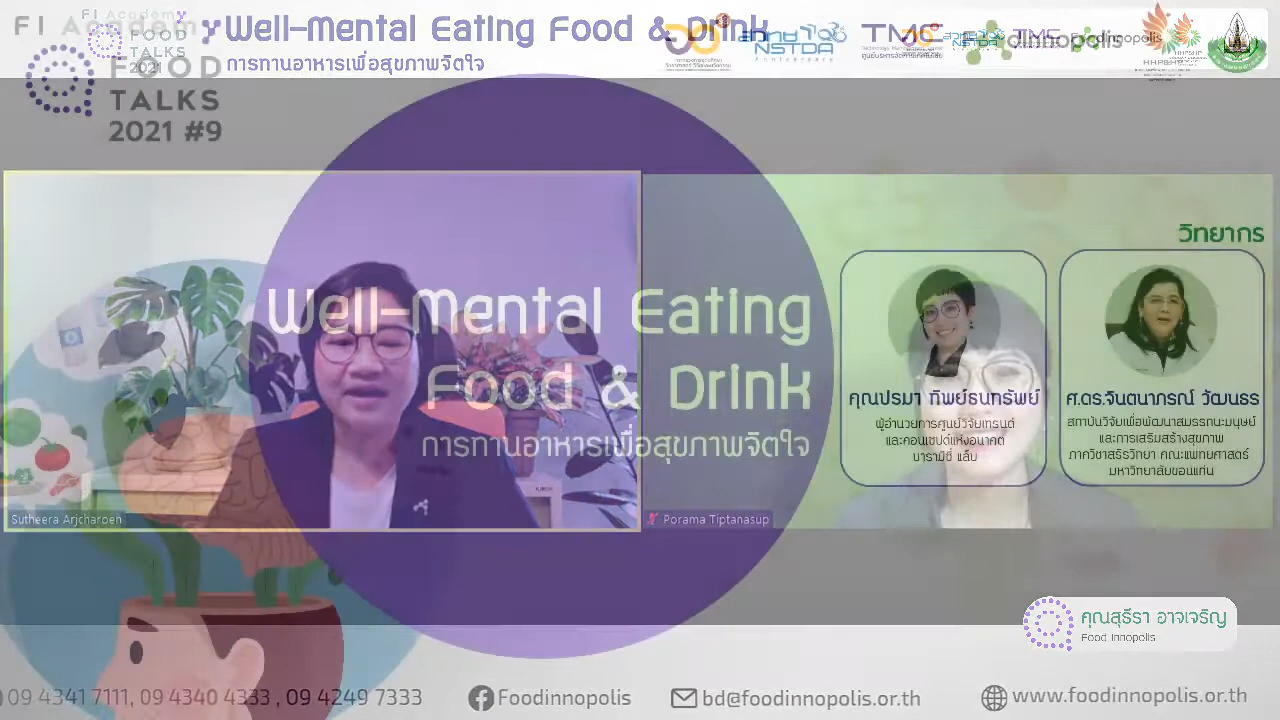 FI Academy
FOOD
TALKS
2021 #9
FI Academy
FOOD
TALKS
2021
Well-Mental Eating Food & Drink
การทานอาหารเพื่อสุขภาพจิตใจ
NSTDA
Anniversary
TMC
NSTDA
JIMS
Foodinnopolis
วิทยากร
Well-Mental Eating
Food & Drink
การทานอาหารเพื่อสุขภาพจิตใจ
คุณปรมา ทิพย์ธนทรัพย์
ผู้อำนวยการศูนย์วิจัยเทรนด์
และคอนเซปต์แห่งอนาคต
บารามีซี่ แล็บ
ศ.ดร.จินตนาภรณ์ วัฒนธร
สถาบันวิจัยเพื่อพัฒนาสมรรถนะมนุษย์
และการเสริมสร้างสุขภาพ
ภาควิชาสรีรวิทยา คณะแพทยศาสตร์
มหาวิทยาลัยขอนแก่น
Sutheera Arjcharoen
Porama Tiptanasup
คุณสุธีรา อาจเจริญ
Food Innopolis
09 4341 7111, 09 4340 4333 , 09 4249 7333
Foodinnopolis
bd@foodinnopolis.or.th
www.foodinnopolis.or.th